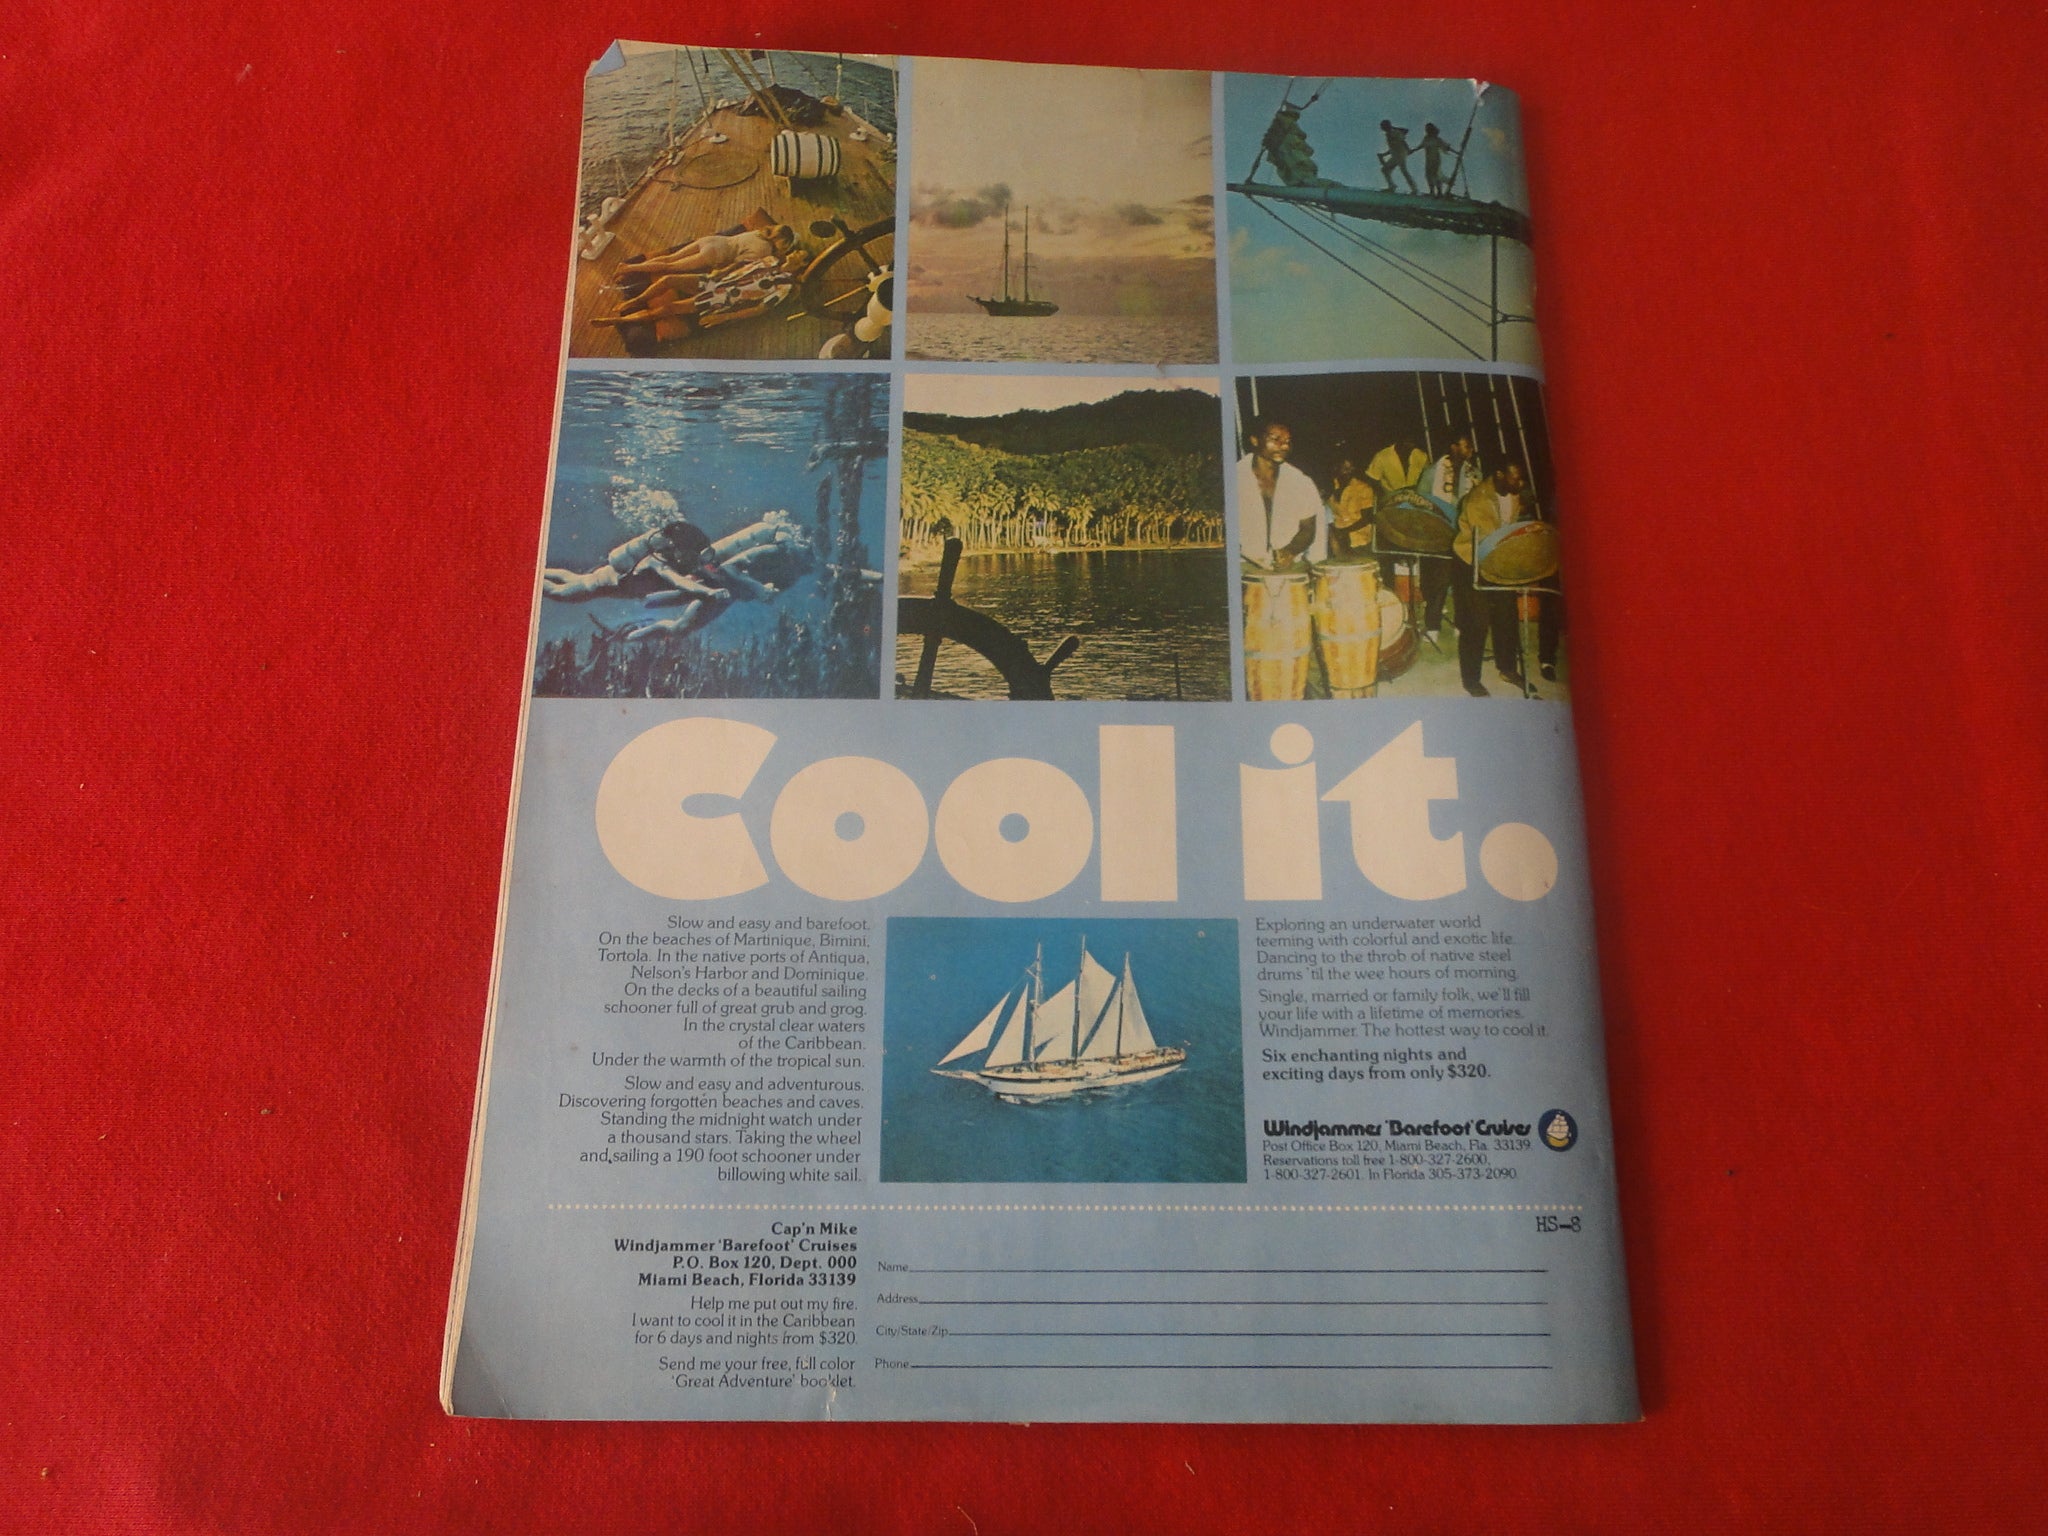 Cool it.
Slow and easy and barefoot.
On the beaches of Martinique, Bimini,
Tortola. In the native ports of Antigua,
Nelson's Harbor and Dominique.
On the decks of a beautiful sailing
schooner full of great grub and grog.
In the crystal clear waters
of the Caribbean.
Under the warmth of the tropical sun.
Slow and easy and adventurous.
Discovering forgotten beaches and caves.
Standing the midnight watch under
a thousand stars. Taking the wheel
and sailing a 190 foot schooner under
billowing white sail.
Exploring an underwater world
teeming with colorful and exotic life.
Dancing to the throb of native steel
drums 'til the wee hours of morning.
Single, married or family folk, we'll fill
your life with a lifetime of memories.
Windjammer. The hottest way to cool it.
Six enchanting nights and
exciting days from only $320.
Windjammer 'Barefoot' Cruises
Post Office Box 120, Miami Beach, Fla. 33139.
Reservations toll free 1-800-327-2600,
1-800-327-2601. In Florida 305-373-2090.
HS-8
Cap'n Mike
Windjammer 'Barefoot' Cruises
P.O. Box 120, Dept. 000
Miami Beach, Florida 33139
Help me put out my fire.
I want to cool it in the Caribbean
for 6 days and nights from $320.
Send me your free, full color
'Great Adventure' booklet.
Name
Address
City/State/Zip
Phone